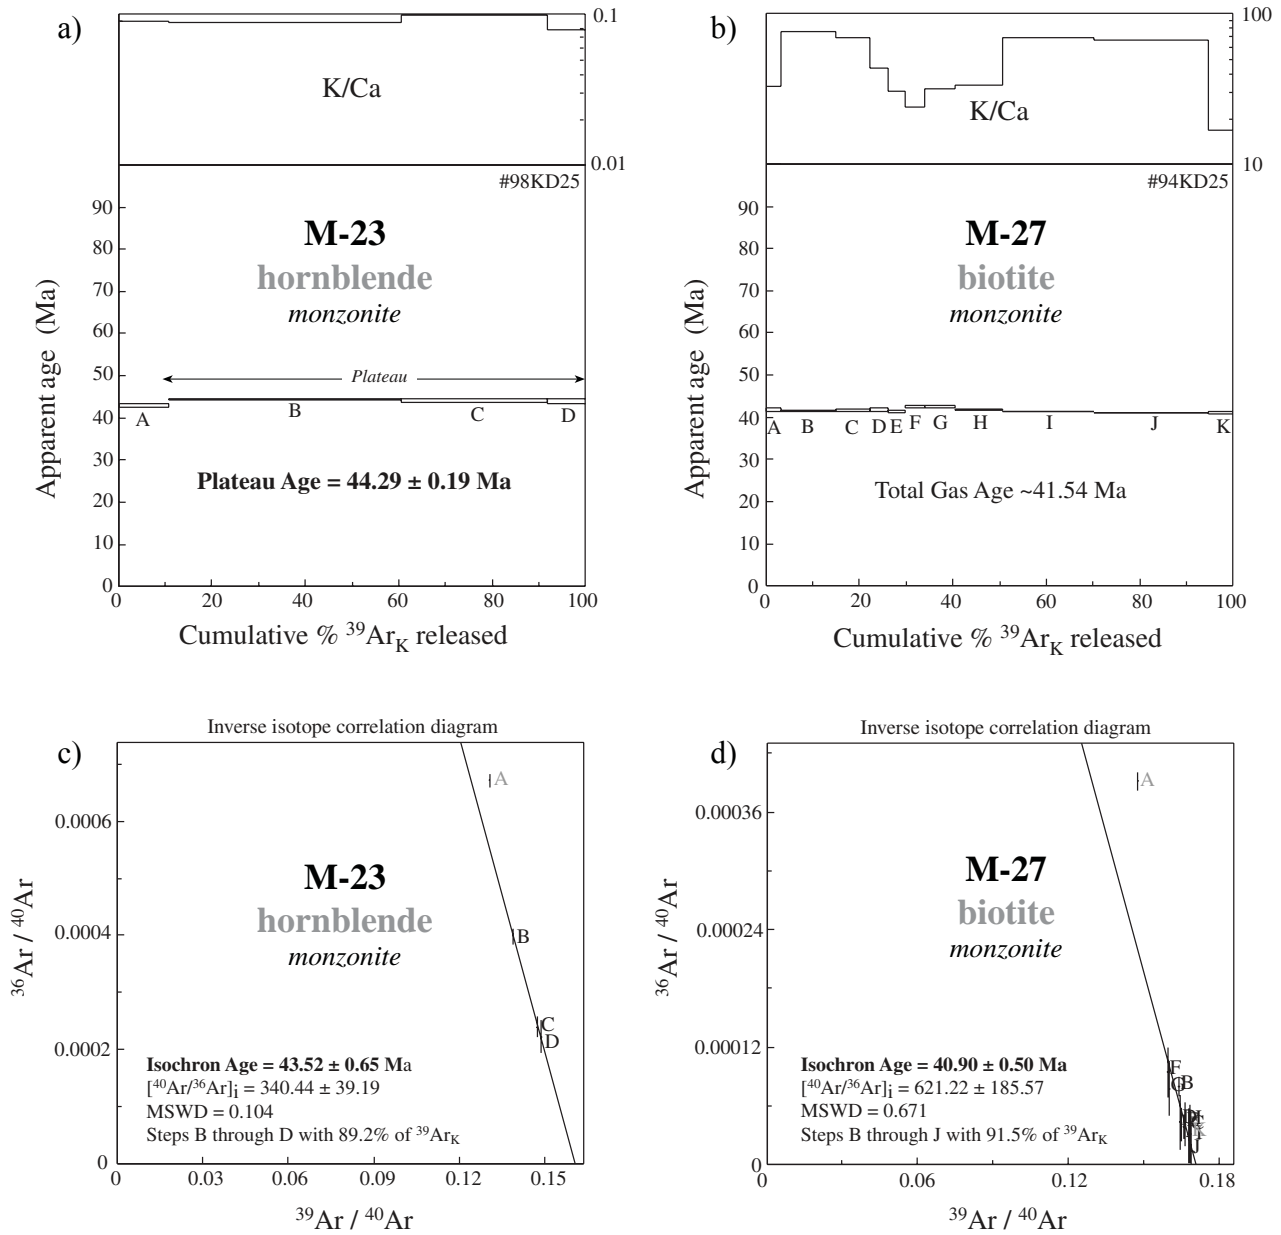 a)
0.1
K/Ca
0.01
#98KD25
M-23
hornblende
monzonite
Plateau
A
B
C
D
Plateau Age = 44.29 ± 0.19 Ma
Apparent age (Ma)
90
80
70
60
50
40
30
20
10
0
0 20 40 60 80 100
Cumulative % ³⁹Ar_K released
b)
100
K/Ca
10
#94KD25
M-27
biotite
monzonite
A B C D E F G H I J K
Total Gas Age ~41.54 Ma
Apparent age (Ma)
90
80
70
60
50
40
30
20
10
0
0 20 40 60 80 100
Cumulative % ³⁹Ar_K released
Inverse isotope correlation diagram
c)
A
M-23
hornblende
monzonite
B
C
D
Isochron Age = 43.52 ± 0.65 Ma
[⁴⁰Ar/³⁶Ar]i = 340.44 ± 39.19
MSWD = 0.104
Steps B through D with 89.2% of ³⁹Ar_K
³⁶Ar / ⁴⁰Ar
0.0006
0.0004
0.0002
0
0 0.03 0.06 0.09 0.12 0.15
³⁹Ar / ⁴⁰Ar
Inverse isotope correlation diagram
d)
A
M-27
biotite
monzonite
F
G B
K
J
Isochron Age = 40.90 ± 0.50 Ma
[⁴⁰Ar/³⁶Ar]i = 621.22 ± 185.57
MSWD = 0.671
Steps B through J with 91.5% of ³⁹Ar_K
³⁶Ar / ⁴⁰Ar
0.00036
0.00024
0.00012
0
0 0.06 0.12 0.18
³⁹Ar / ⁴⁰Ar